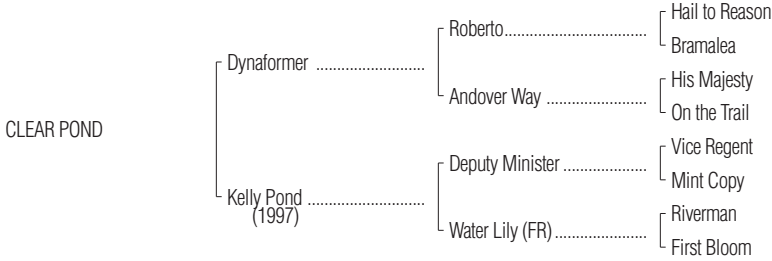 Hail to Reason
Roberto..................................
Bramalea
Dynaformer ..........................
His Majesty
Andover Way ........................
On the Trail
CLEAR POND
Vice Regent
Deputy Minister ....................
Mint Copy
Kelly Pond ............................
(1997)
Riverman
Water Lily (FR)......................
First Bloom